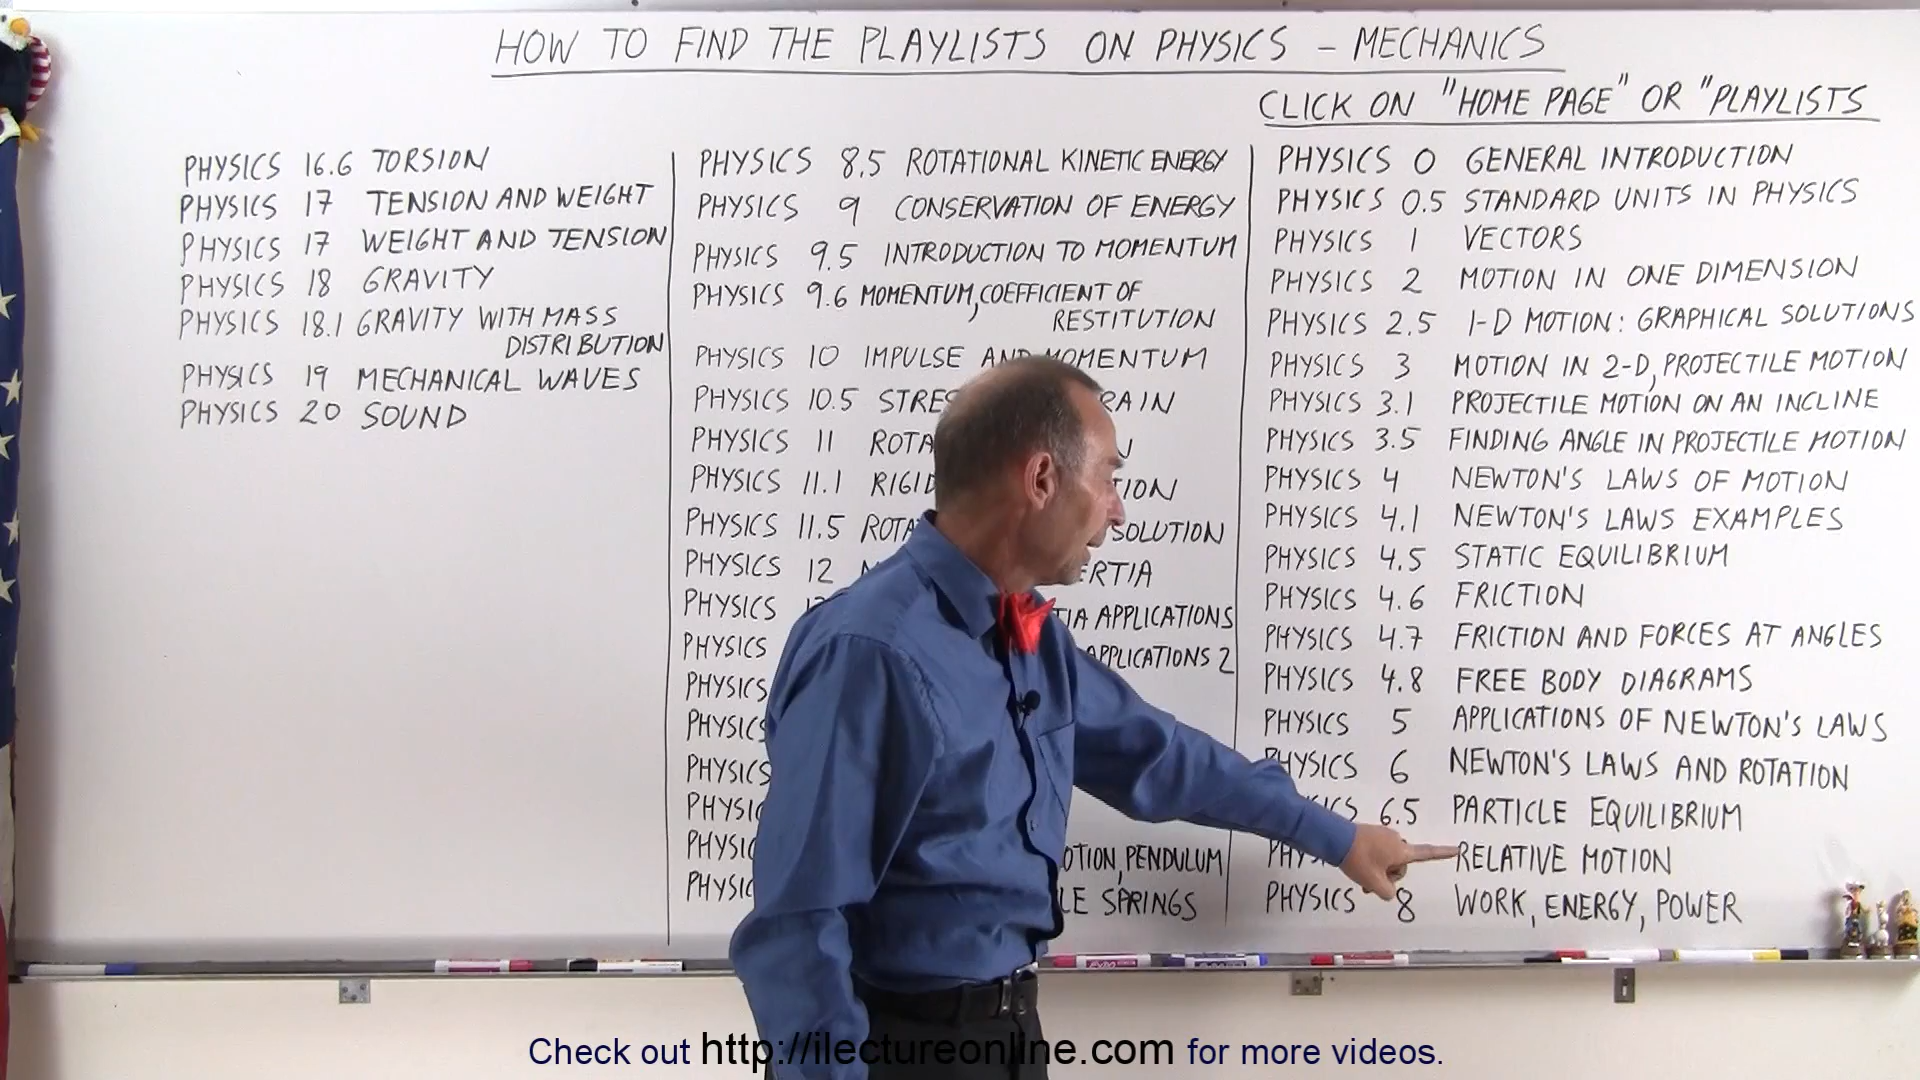 HOW TO FIND THE PLAYLISTS ON PHYSICS - MECHANICS
CLICK ON "HOME PAGE" OR "PLAYLISTS
PHYSICS 16.6 TORSION
PHYSICS 17 TENSION AND WEIGHT
PHYSICS 17 WEIGHT AND TENSION
PHYSICS 18 GRAVITY
PHYSICS 18.1 GRAVITY WITH MASS
DISTRIBUTION
PHYSICS 19 MECHANICAL WAVES
PHYSICS 20 SOUND
PHYSICS 8.5 ROTATIONAL KINETIC ENERGY
PHYSICS 9 CONSERVATION OF ENERGY
PHYSICS 9.5 INTRODUCTION TO MOMENTUM
PHYSICS 9.6 MOMENTUM, COEFFICIENT OF
RESTITUTION
PHYSICS 10 IMPULSE AND MOMENTUM
PHYSICS 10.5
PHYSICS 11
PHYSICS 11.1
PHYSICS 11.5 SOLUTION
PHYSICS 12
PHYSICS APPLICATIONS
PHYSICS APPLICATIONS 2
PHYSICS
PHYSICS
PHYSICS
PENDULUM
SPRINGS
PHYSICS 0 GENERAL INTRODUCTION
PHYSICS 0.5 STANDARD UNITS IN PHYSICS
PHYSICS 1 VECTORS
PHYSICS 2 MOTION IN ONE DIMENSION
PHYSICS 2.5 1-D MOTION: GRAPHICAL SOLUTIONS
PHYSICS 3 MOTION IN 2-D, PROJECTILE MOTION
PHYSICS 3.1 PROJECTILE MOTION ON AN INCLINE
PHYSICS 3.5 FINDING ANGLE IN PROJECTILE MOTION
PHYSICS 4 NEWTON'S LAWS OF MOTION
PHYSICS 4.1 NEWTON'S LAWS EXAMPLES
PHYSICS 4.5 STATIC EQUILIBRIUM
PHYSICS 4.6 FRICTION
PHYSICS 4.7 FRICTION AND FORCES AT ANGLES
PHYSICS 4.8 FREE BODY DIAGRAMS
PHYSICS 5 APPLICATIONS OF NEWTON'S LAWS
PHYSICS 6 NEWTON'S LAWS AND ROTATION
6.5 PARTICLE EQUILIBRIUM
RELATIVE MOTION
PHYSICS 8 WORK, ENERGY, POWER
Check out http://ilectureonline.com for more videos.